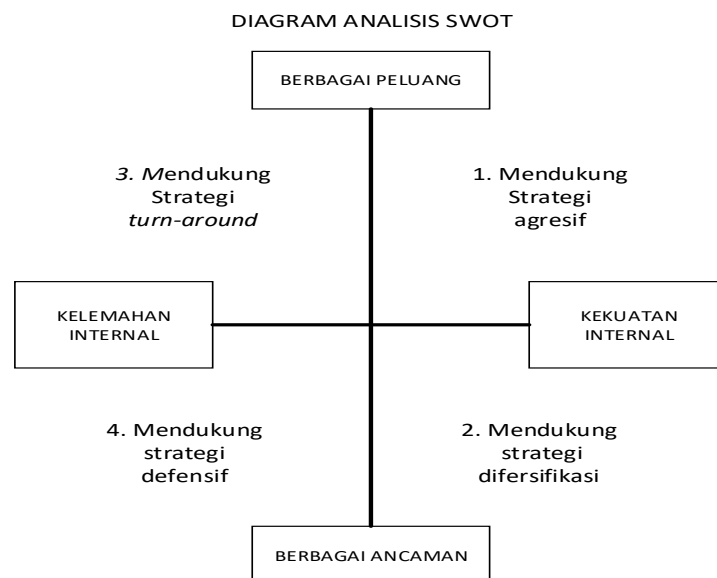 DIAGRAM ANALISIS SWOT
BERBAGAI PELUANG
3. Mendukung
Strategi
turn-around
1. Mendukung
Strategi
agresif
KELEMAHAN
INTERNAL
KEKUATAN
INTERNAL
4. Mendukung
strategi
defensif
2. Mendukung
strategi
difersifikasi
BERBAGAI ANCAMAN